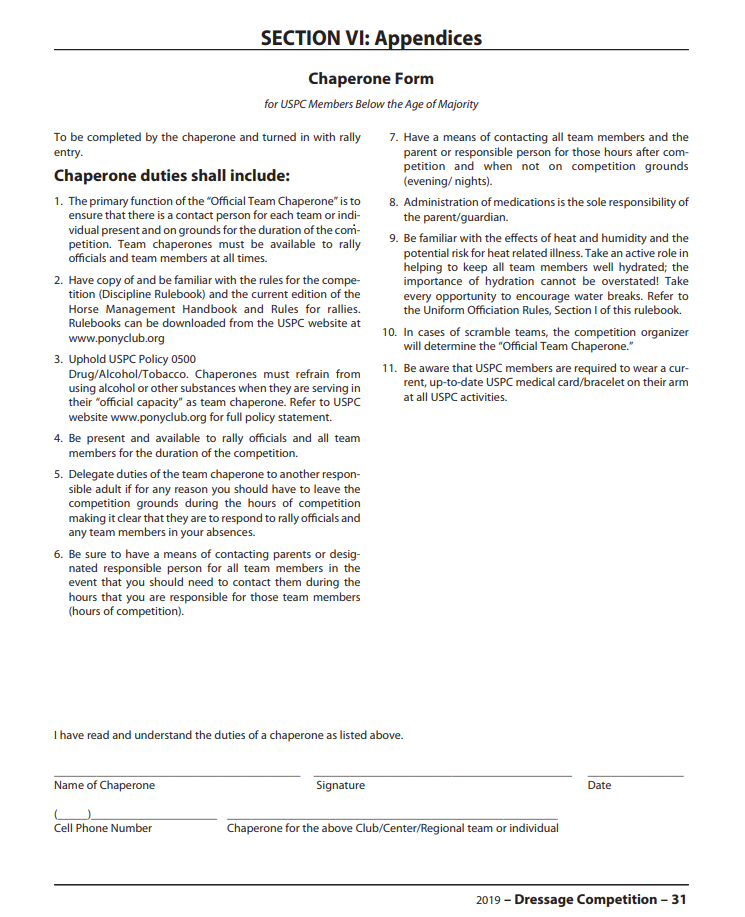 SECTION VI: Appendices
Chaperone Form
for USPC Members Below the Age of Majority
To be completed by the chaperone and turned in with rally
entry.
Chaperone duties shall include:
1. The primary function of the “Official Team Chaperone” is to
ensure that there is a contact person for each team or indi-
vidual present and on grounds for the duration of the com-
petition. Team chaperones must be available to rally
officials and team members at all times.
2. Have copy of and be familiar with the rules for the compe-
tition (Discipline Rulebook) and the current edition of the
Horse Management Handbook and Rules for rallies.
Rulebooks can be downloaded from the USPC website at
www.ponyclub.org
3. Uphold USPC Policy 0500
Drug/Alcohol/Tobacco. Chaperones must refrain from
using alcohol or other substances when they are serving in
their “official capacity” as team chaperone. Refer to USPC
website www.ponyclub.org for full policy statement.
4. Be present and available to rally officials and all team
members for the duration of the competition.
5. Delegate duties of the team chaperone to another respon-
sible adult if for any reason you should have to leave the
competition grounds during the hours of competition
making it clear that they are to respond to rally officials and
any team members in your absences.
6. Be sure to have a means of contacting parents or desig-
nated responsible person for all team members in the
event that you should need to contact them during the
hours that you are responsible for those team members
(hours of competition).
7. Have a means of contacting all team members and the
parent or responsible person for those hours after com-
petition and when not on competition grounds
(evening/ nights).
8. Administration of medications is the sole responsibility of
the parent/guardian.
9. Be familiar with the effects of heat and humidity and the
potential risk for heat related illness. Take an active role in
helping to keep all team members well hydrated; the
importance of hydration cannot be overstated! Take
every opportunity to encourage water breaks. Refer to
the Uniform Officiation Rules, Section I of this rulebook.
10. In cases of scramble teams, the competition organizer
will determine the “Official Team Chaperone.”
11. Be aware that USPC members are required to wear a cur-
rent, up-to-date USPC medical card/bracelet on their arm
at all USPC activities.
I have read and understand the duties of a chaperone as listed above.
Name of Chaperone Signature Date
(_____)____________________
Cell Phone Number Chaperone for the above Club/Center/Regional team or individual
2019 – Dressage Competition – 31